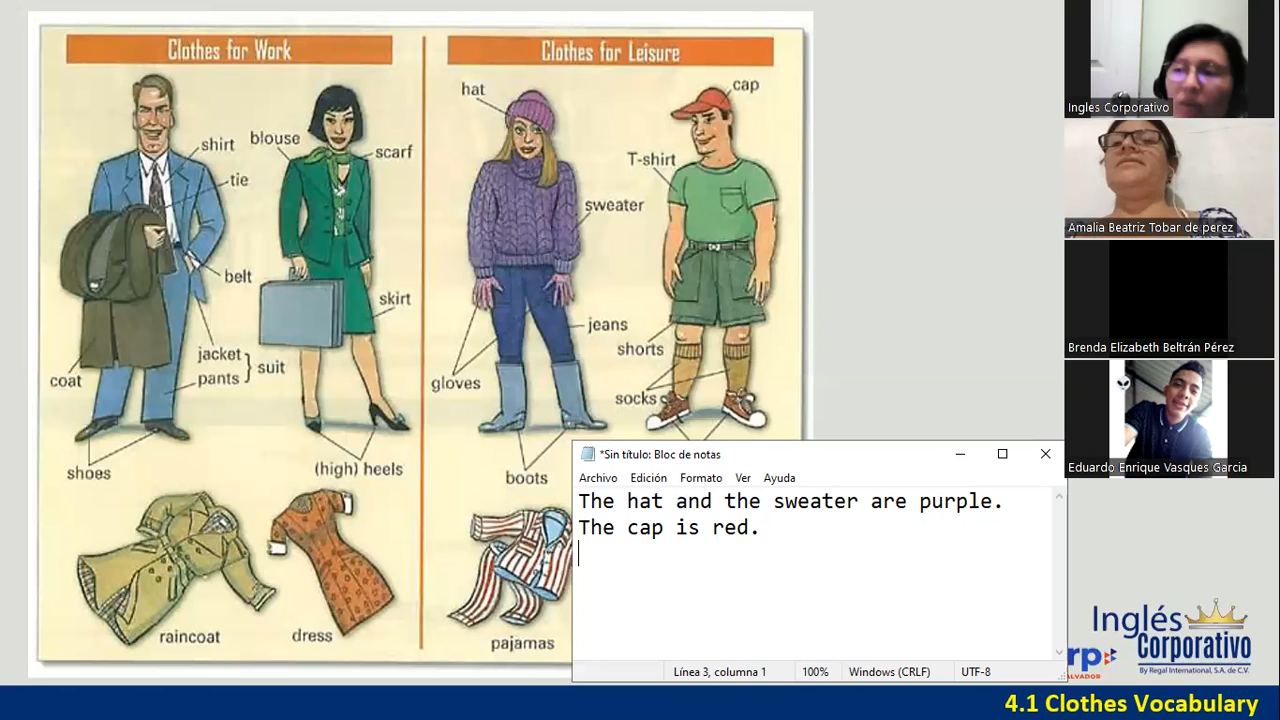 Clothes for Work
Clothes for Leisure
shirt
tie
blouse
scarf
belt
skirt
jacket
pants
suit
coat
shoes
(high) heels
raincoat
dress
hat
cap
T-shirt
sweater
jeans
shorts
gloves
socks
boots
pajamas
*Sin título: Bloc de notas
Archivo Edición Formato Ver Ayuda
The hat and the sweater are purple.
The cap is red.
Línea 3, columna 1 100% Windows (CRLF) UTF-8
Ingles Corporativo
Amalia Beatriz Tobar de perez
Brenda Elizabeth Beltrán Pérez
Eduardo Enrique Vasques Garcia
Inglés
Corporativo
By Regal International, S.A. de C.V.
rp
SALVADOR
4.1 Clothes Vocabulary